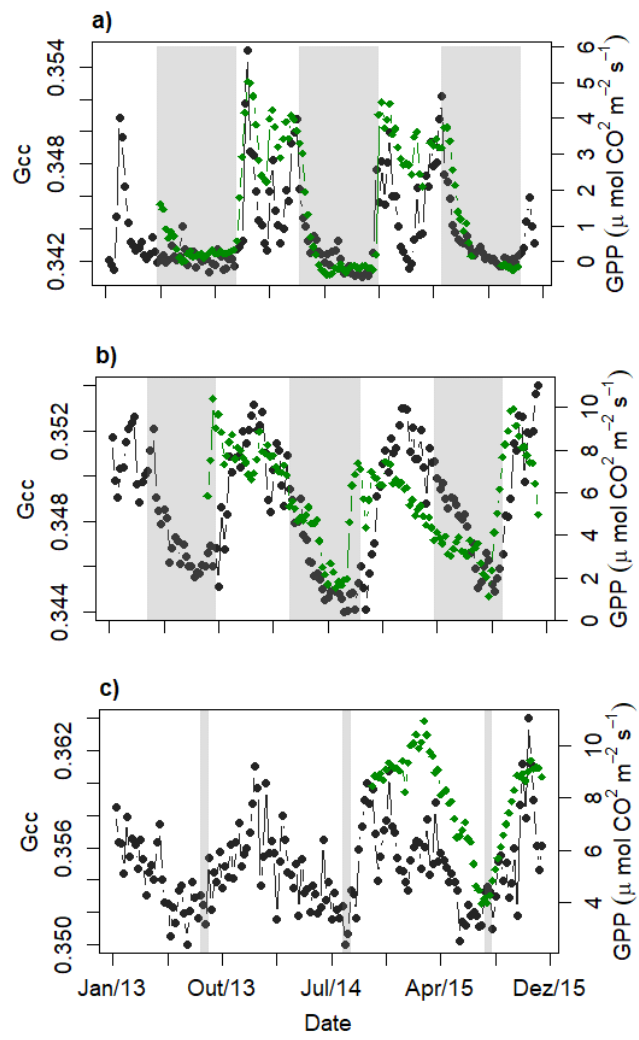 a)
0.354
0.348
0.342
Gcc
6
5
4
3
2
1
0
GPP (μ mol CO² m⁻² s⁻¹)
b)
0.352
0.348
0.344
Gcc
10
8
6
4
2
0
GPP (μ mol CO² m⁻² s⁻¹)
c)
0.362
0.356
0.350
Gcc
10
8
6
4
GPP (μ mol CO² m⁻² s⁻¹)
Jan/13 Out/13 Jul/14 Apr/15 Dez/15
Date